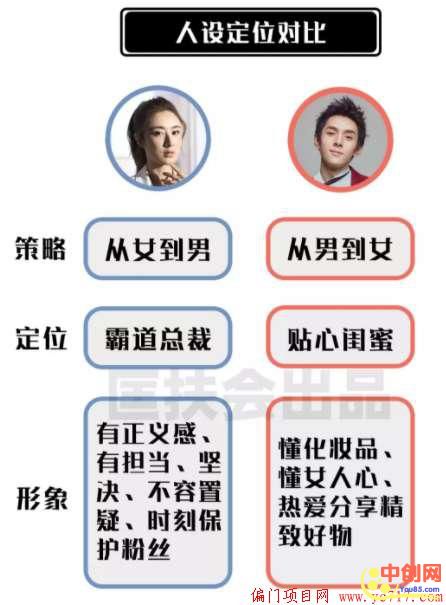 人设定位对比
策略
从女到男
从男到女
定位
霸道总裁
贴心闺蜜
匡扶会出品
形象
有正义感、
有担当、坚
决、不容置
疑、时刻保
护粉丝
懂化妆品、
懂女人心、
热爱分享精
致好物
中创网
You85.com
偏门项目网